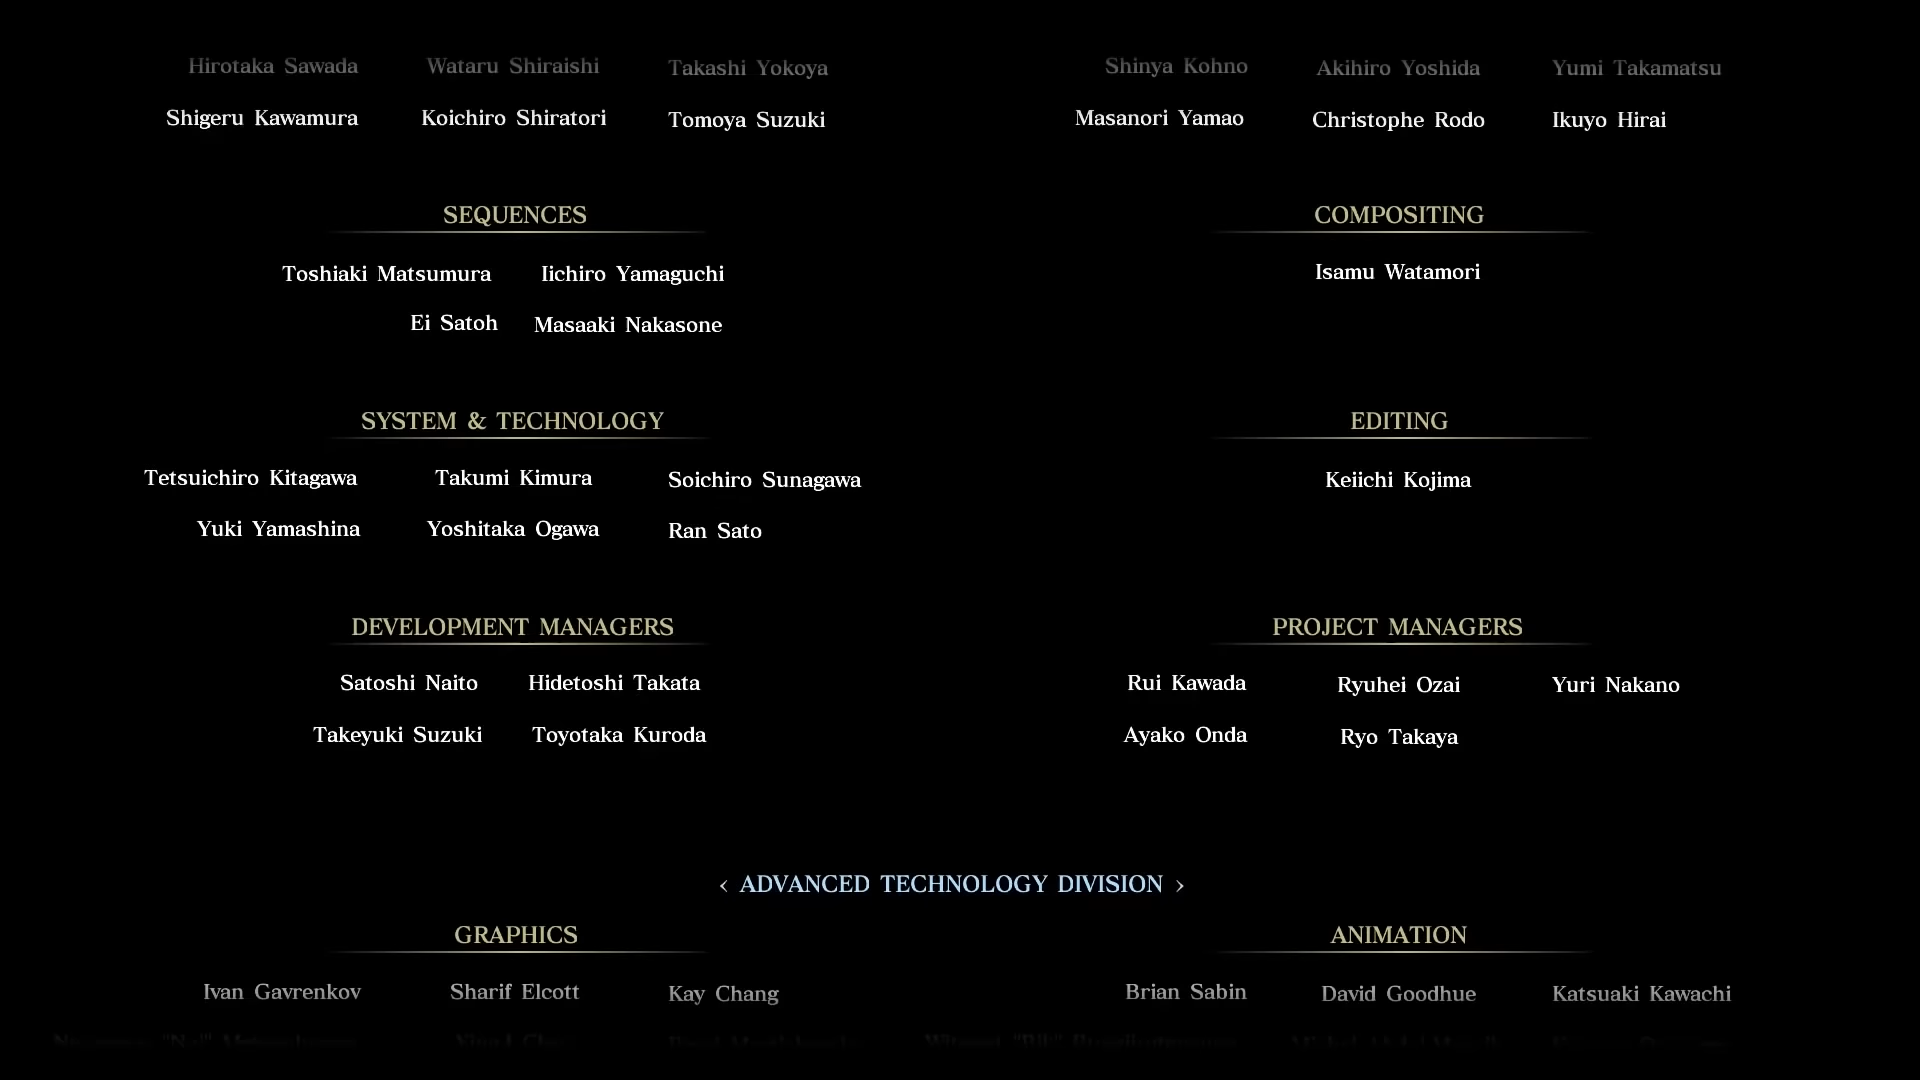 Hirotaka Sawada Wataru Shiraishi Takashi Yokoya Shinya Kohno Akihiro Yoshida Yumi Takamatsu
Shigeru Kawamura Koichiro Shiratori Tomoya Suzuki Masanori Yamao Christophe Rodo Ikuyo Hirai
SEQUENCES
Toshiaki Matsumura Iichiro Yamaguchi
Ei Satoh Masaaki Nakasone
COMPOSITING
Isamu Watamori
SYSTEM & TECHNOLOGY
Tetsuichiro Kitagawa Takumi Kimura Soichiro Sunagawa
Yuki Yamashina Yoshitaka Ogawa Ran Sato
EDITING
Keiichi Kojima
DEVELOPMENT MANAGERS
Satoshi Naito Hidetoshi Takata
Takeyuki Suzuki Toyotaka Kuroda
PROJECT MANAGERS
Rui Kawada Ryuhei Ozai Yuri Nakano
Ayako Onda Ryo Takaya
‹ ADVANCED TECHNOLOGY DIVISION ›
GRAPHICS
Ivan Gavrenkov Sharif Elcott Kay Chang
ANIMATION
Brian Sabin David Goodhue Katsuaki Kawachi